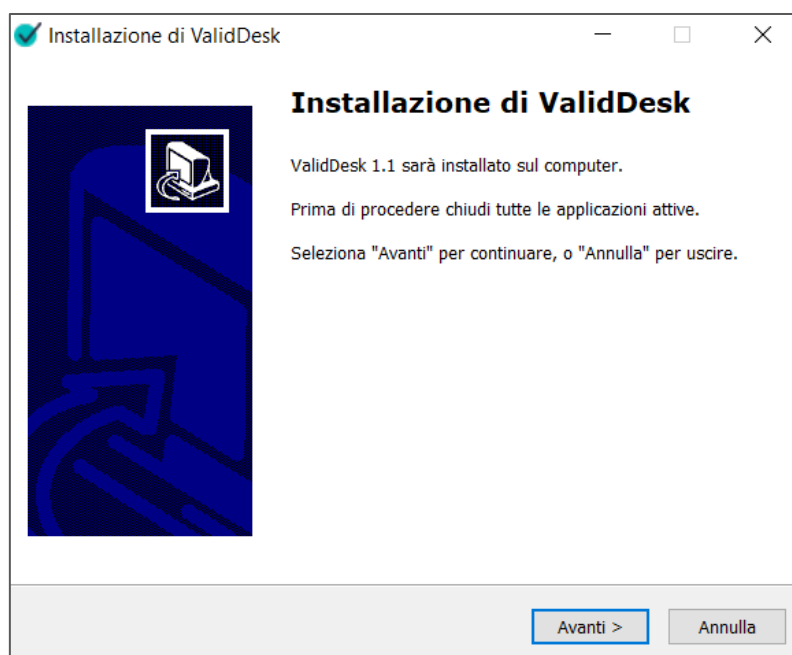 Installazione di ValidDesk
Installazione di ValidDesk
ValidDesk 1.1 sarà installato sul computer.
Prima di procedere chiudi tutte le applicazioni attive.
Seleziona "Avanti" per continuare, o "Annulla" per uscire.
Avanti >
Annulla